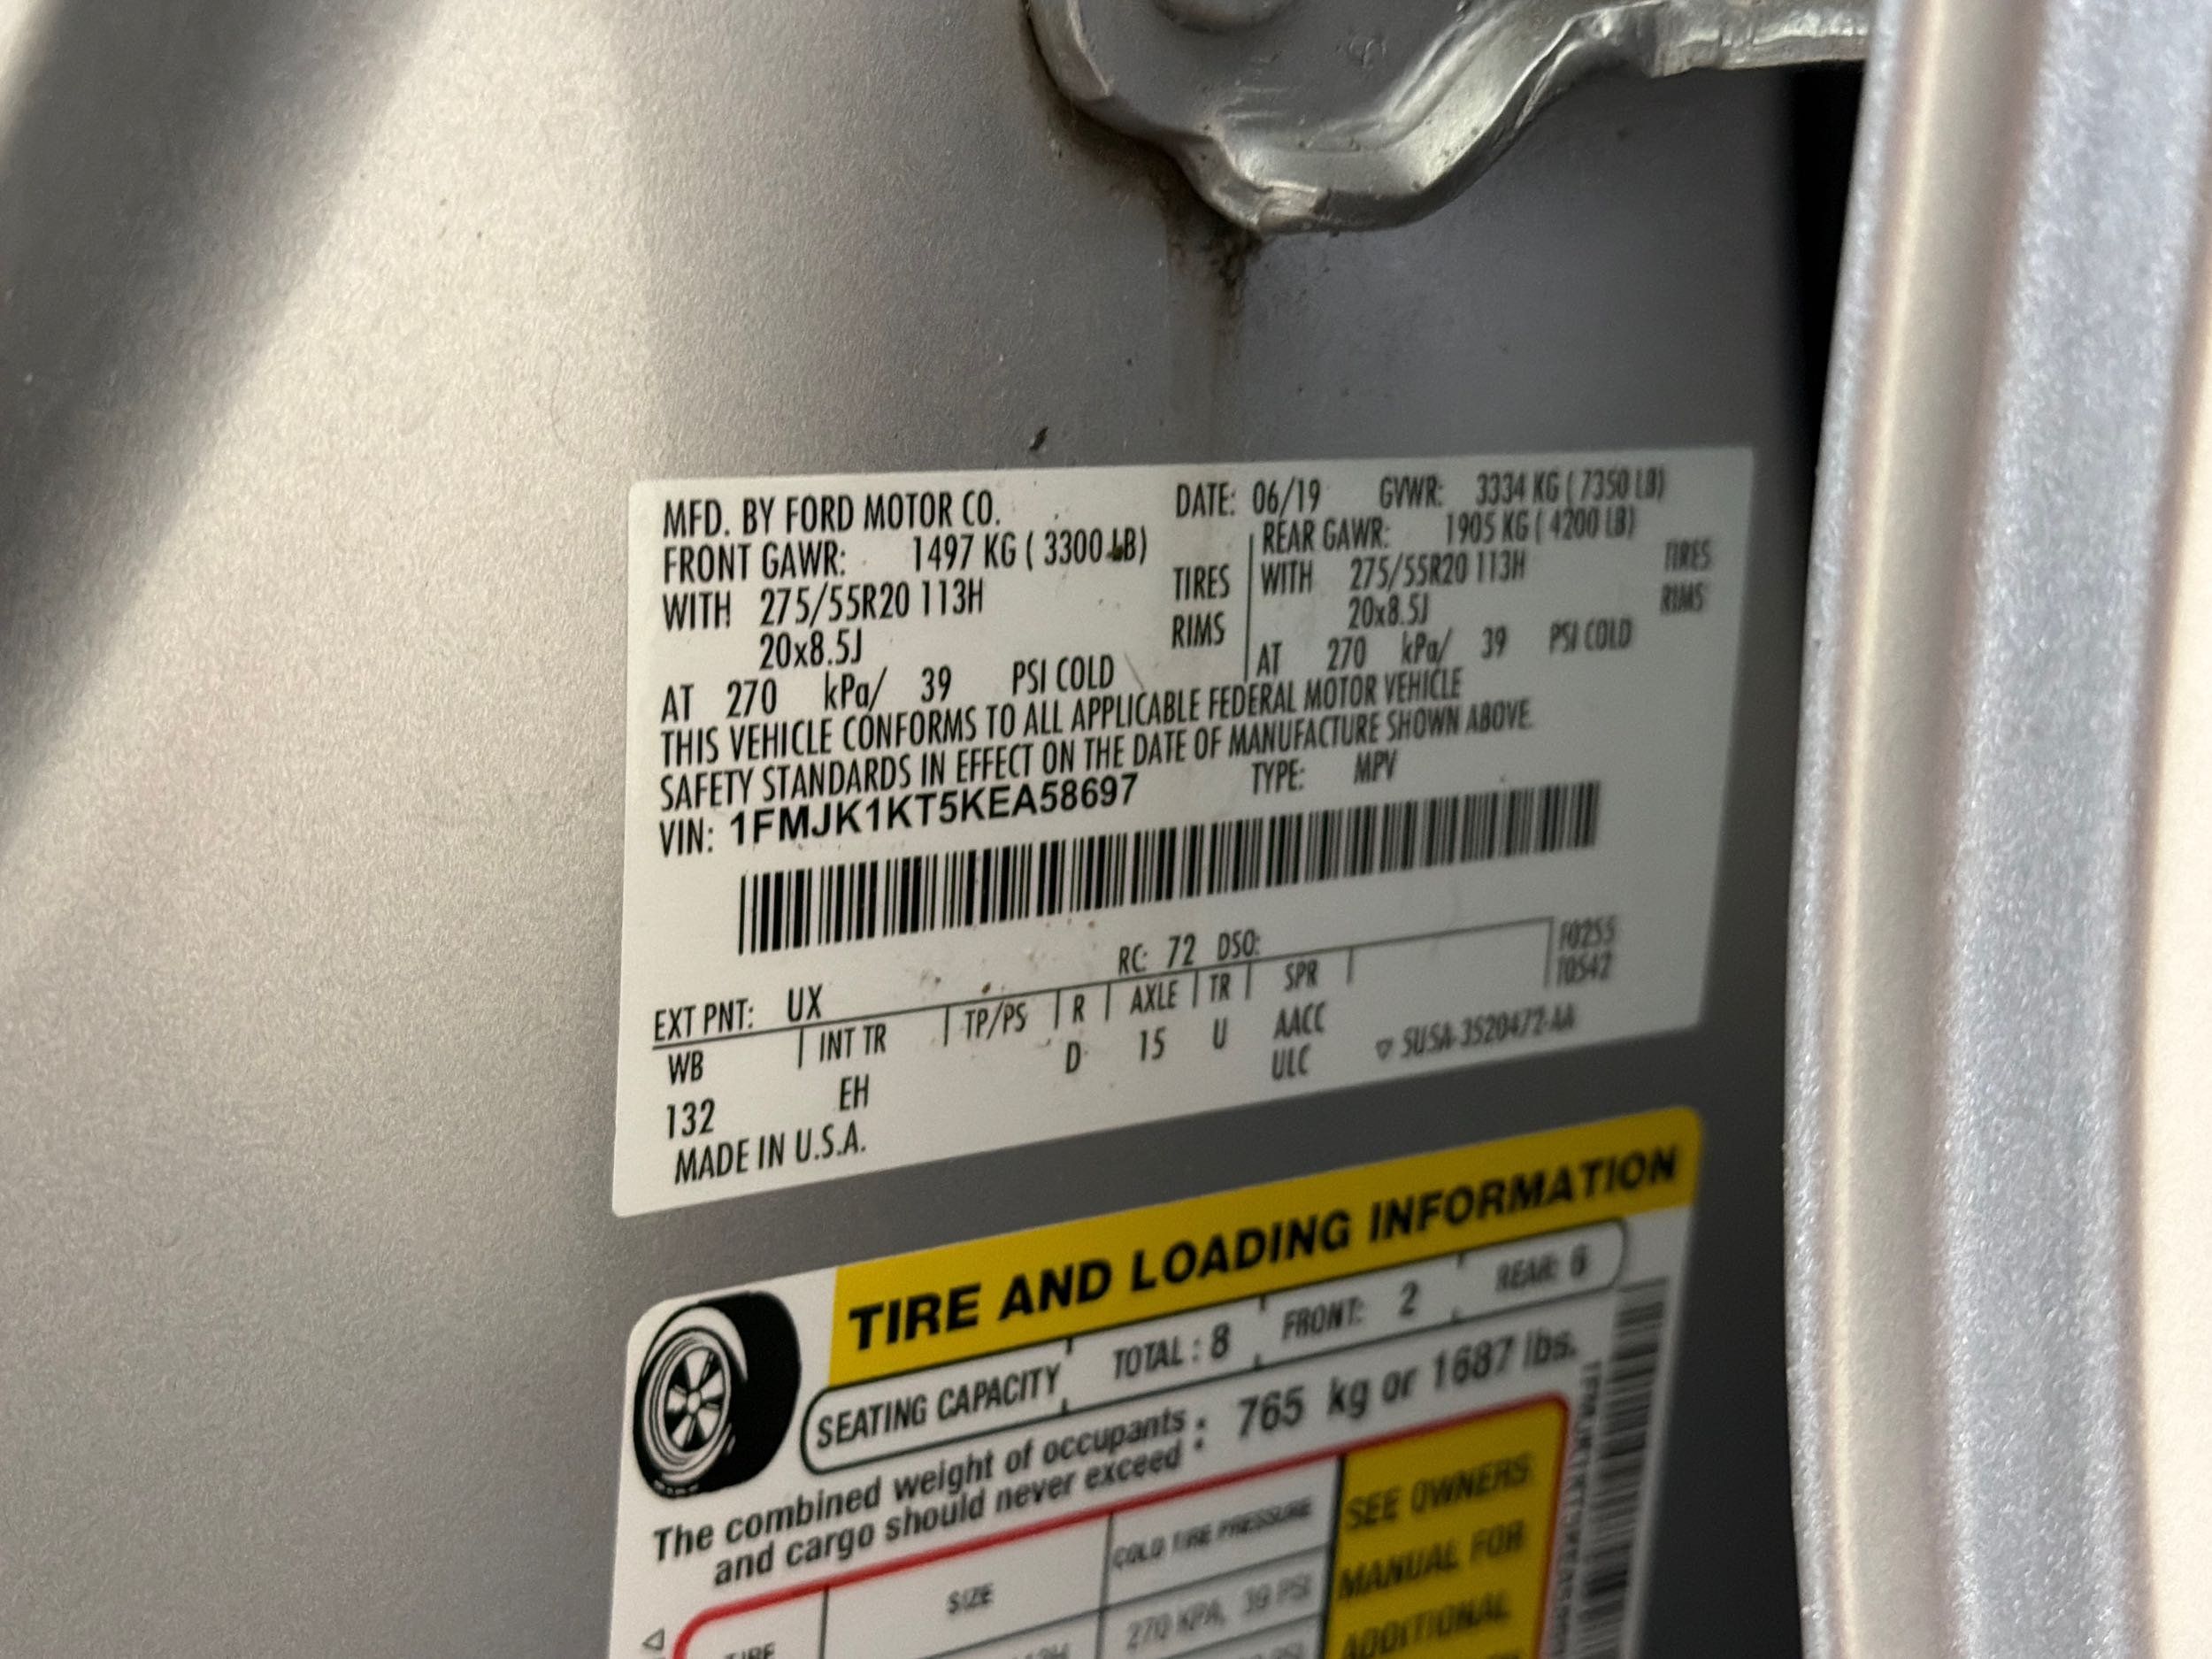 MFD. BY FORD MOTOR CO.
DATE: 06/19 GVWR: 3334 KG ( 7350 LB)
FRONT GAWR: 1497 KG ( 3300 LB)
WITH 275/55R20 113H TIRES
20x8.5J RIMS
AT 270 kPa/ 39 PSI COLD
REAR GAWR: 1905 KG ( 4200 LB)
WITH 275/55R20 113H TIRES
20x8.5J RIMS
AT 270 kPa/ 39 PSI COLD
THIS VEHICLE CONFORMS TO ALL APPLICABLE FEDERAL MOTOR VEHICLE
SAFETY STANDARDS IN EFFECT ON THE DATE OF MANUFACTURE SHOWN ABOVE.
VIN: 1FMJK1KT5KEA58697 TYPE: MPV
EXT PNT: UX RC: 72 DSO:
F0255
T0542
WB INT TR TP/PS R AXLE TR SPR
132 EH D 15 U AACC
ULC
▽ SUSA-3520472-AA
MADE IN U.S.A.
TIRE AND LOADING INFORMATION
SEATING CAPACITY TOTAL : 8 FRONT: 2 REAR: 6
The combined weight of occupants
and cargo should never exceed : 765 kg or 1687 lbs.
TIRE SIZE COLD TIRE PRESSURE
270 KPA, 39 PSI
SEE OWNERS
MANUAL FOR
ADDITIONAL